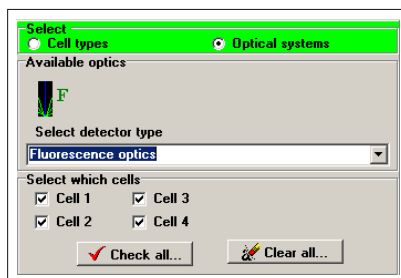 Select
Cell types Optical systems
Available optics
F
Select detector type
Fluorescence optics
Select which cells
Cell 1 Cell 3
Cell 2 Cell 4
Check all... Clear all...